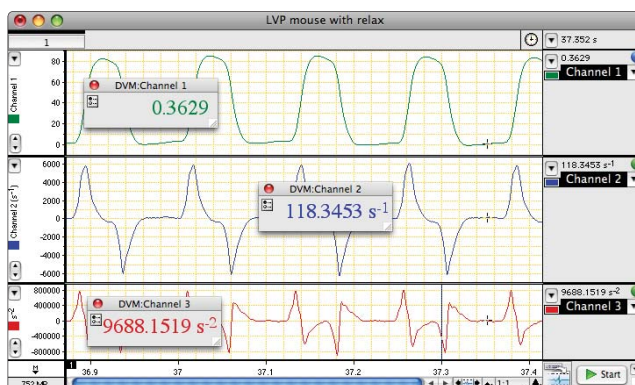 LVP mouse with relax
1
37.352 s
80
60
40
20
0
Channel 1
DVM:Channel 1
0.3629
0.3629
Channel 1
6000
4000
2000
0
-2000
-4000
-6000
Channel 2 (s-1)
DVM:Channel 2
118.3453 s-1
118.3453 s-1
Channel 2
800000
400000
0
-400000
-800000
s-2
DVM:Channel 3
9688.1519 s-2
9688.1519 s-2
Channel 3
1
36.9
37
37.1
37.2
37.3
37.4
1:1
Start